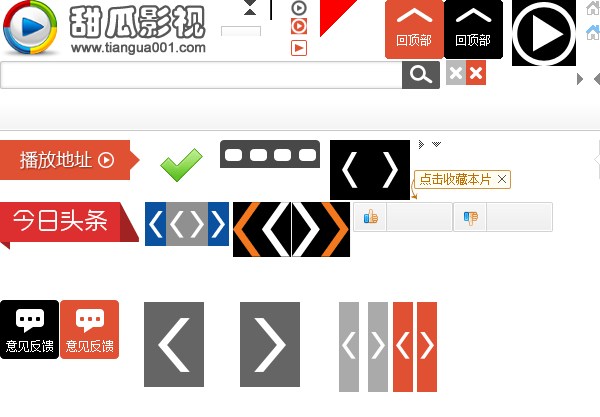 甜瓜影视
www.tiangua001.com
回顶部
回顶部
播放地址
点击收藏本片
今日头条
意见反馈
意见反馈